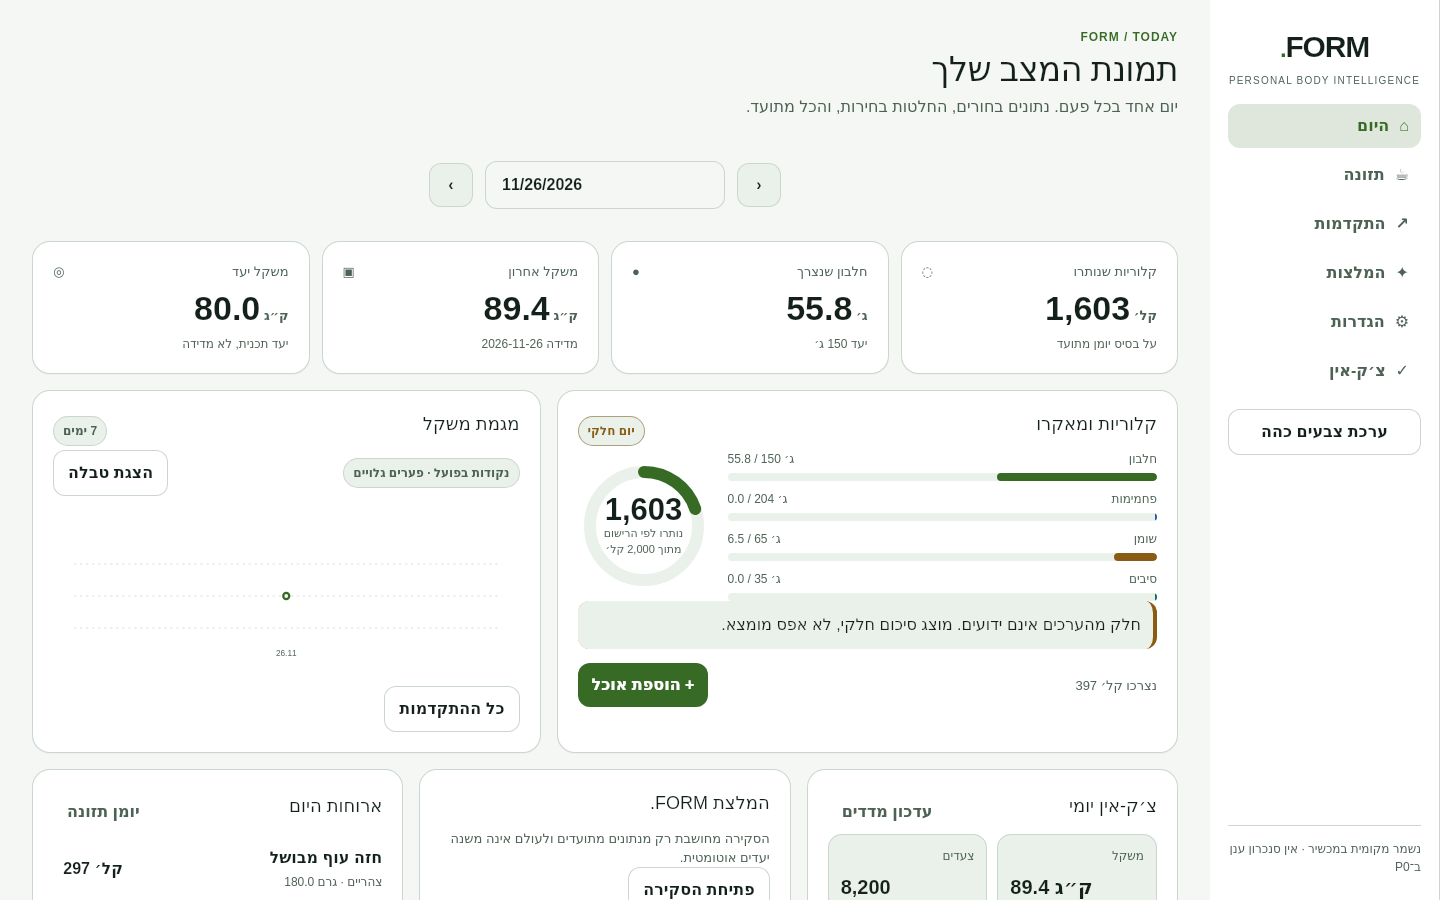 FORM.
PERSONAL BODY INTELLIGENCE
היום
תזונה
התקדמות
המלצות
הגדרות
צ׳ק-אין
ערכת צבעים כהה
נשמר מקומית במכשיר · אין סנכרון ענן
ב־P0
FORM / TODAY
תמונת המצב שלך
יום אחד בכל פעם. נתונים בחורים, החלטות בחירות, והכל מתועד.
›
11/26/2026
‹
קלוריות שנותרו
1,603 קל׳
על בסיס יומן מתועד
חלבון שנצרך
55.8 ג׳
יעד 150 ג׳
משקל אחרון
89.4 ק״ג
מדידה 2026-11-26
משקל יעד
80.0 ק״ג
יעד תכנית, לא מדידה
קלוריות ומאקרו
יום חלקי
חלבון
55.8 / 150 ג׳
פחמימות
0.0 / 204 ג׳
שומן
6.5 / 65 ג׳
סיבים
0.0 / 35 ג׳
1,603
נותרו לפי הרישום
מתוך 2,000 קל׳
חלק מהערכים אינם ידועים. מוצג סיכום חלקי, לא אפס מומצא.
נצרכו קל׳ 397
+ הוספת אוכל
מגמת משקל
7 ימים
נקודות בפועל · פערים גלויים
הצגת טבלה
26.11
כל ההתקדמות
צ׳ק-אין יומי
עדכון מדדים
משקל
89.4 ק״ג
צעדים
8,200
המלצת FORM.
הסקירה מחושבת רק מנתונים מתועדים ולעולם אינה משנה
יעדים אוטומטית.
פתיחת הסקירה
ארוחות היום
יומן תזונה
חזה עוף מבושל
צהריים · גרם 180.0
קל׳ 297